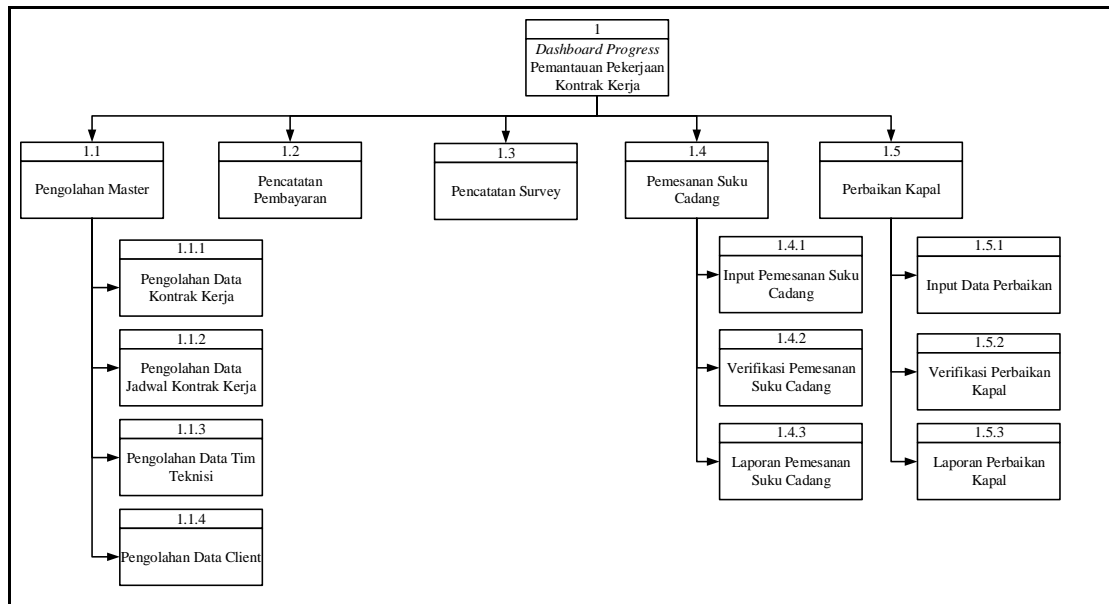 1
Dashboard Progress
Pemantauan Pekerjaan
Kontrak Kerja
1.1
Pengolahan Master
1.2
Pencatatan
Pembayaran
1.3
Pencatatan Survey
1.4
Pemesanan Suku
Cadang
1.5
Perbaikan Kapal
1.1.1
Pengolahan Data
Kontrak Kerja
1.1.2
Pengolahan Data
Jadwal Kontrak Kerja
1.1.3
Pengolahan Data Tim
Teknisi
1.1.4
Pengolahan Data Client
1.4.1
Input Pemesanan Suku
Cadang
1.4.2
Verifikasi Pemesanan
Suku Cadang
1.4.3
Laporan Pemesanan
Suku Cadang
1.5.1
Input Data Perbaikan
1.5.2
Verifikasi Perbaikan
Kapal
1.5.3
Laporan Perbaikan
Kapal